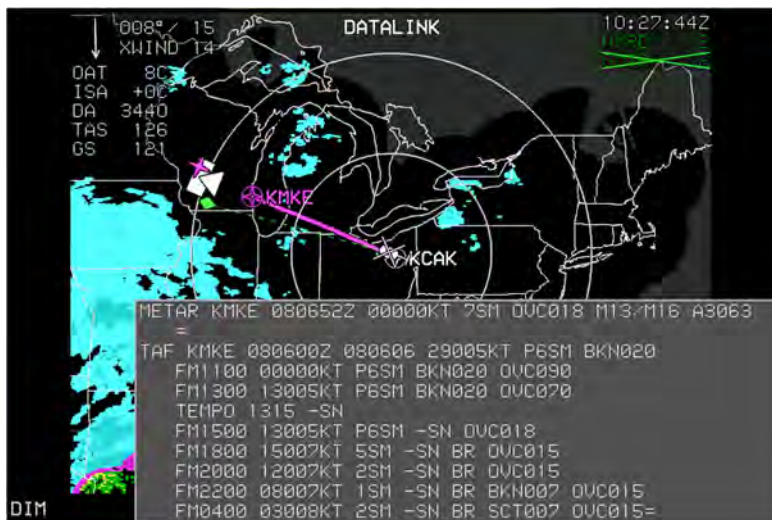 008°/ 15
XWIND 14
DATALINK
10:27:44Z
OAT 8C
ISA +0C
DA 3440
TAS 126
GS 121
KMKE
KCAK
METAR KMKE 080652Z 00000KT 7SM OVC018 M13/M16 A3063
=
TAF KMKE 080600Z 080606 29005KT P6SM BKN020
FM1100 00000KT P6SM BKN020 OVC090
FM1300 13005KT P6SM BKN020 OVC070
TEMPO 1315 -SN
FM1500 13005KT P6SM -SN OVC018
FM1800 15007KT 5SM -SN BR OVC015
FM2000 12007KT 2SM -SN BR OVC015
FM2200 08007KT 1SM -SN BR BKN007 OVC015
FM0400 03008KT 2SM -SN BR SCT007 OVC015=
DIM